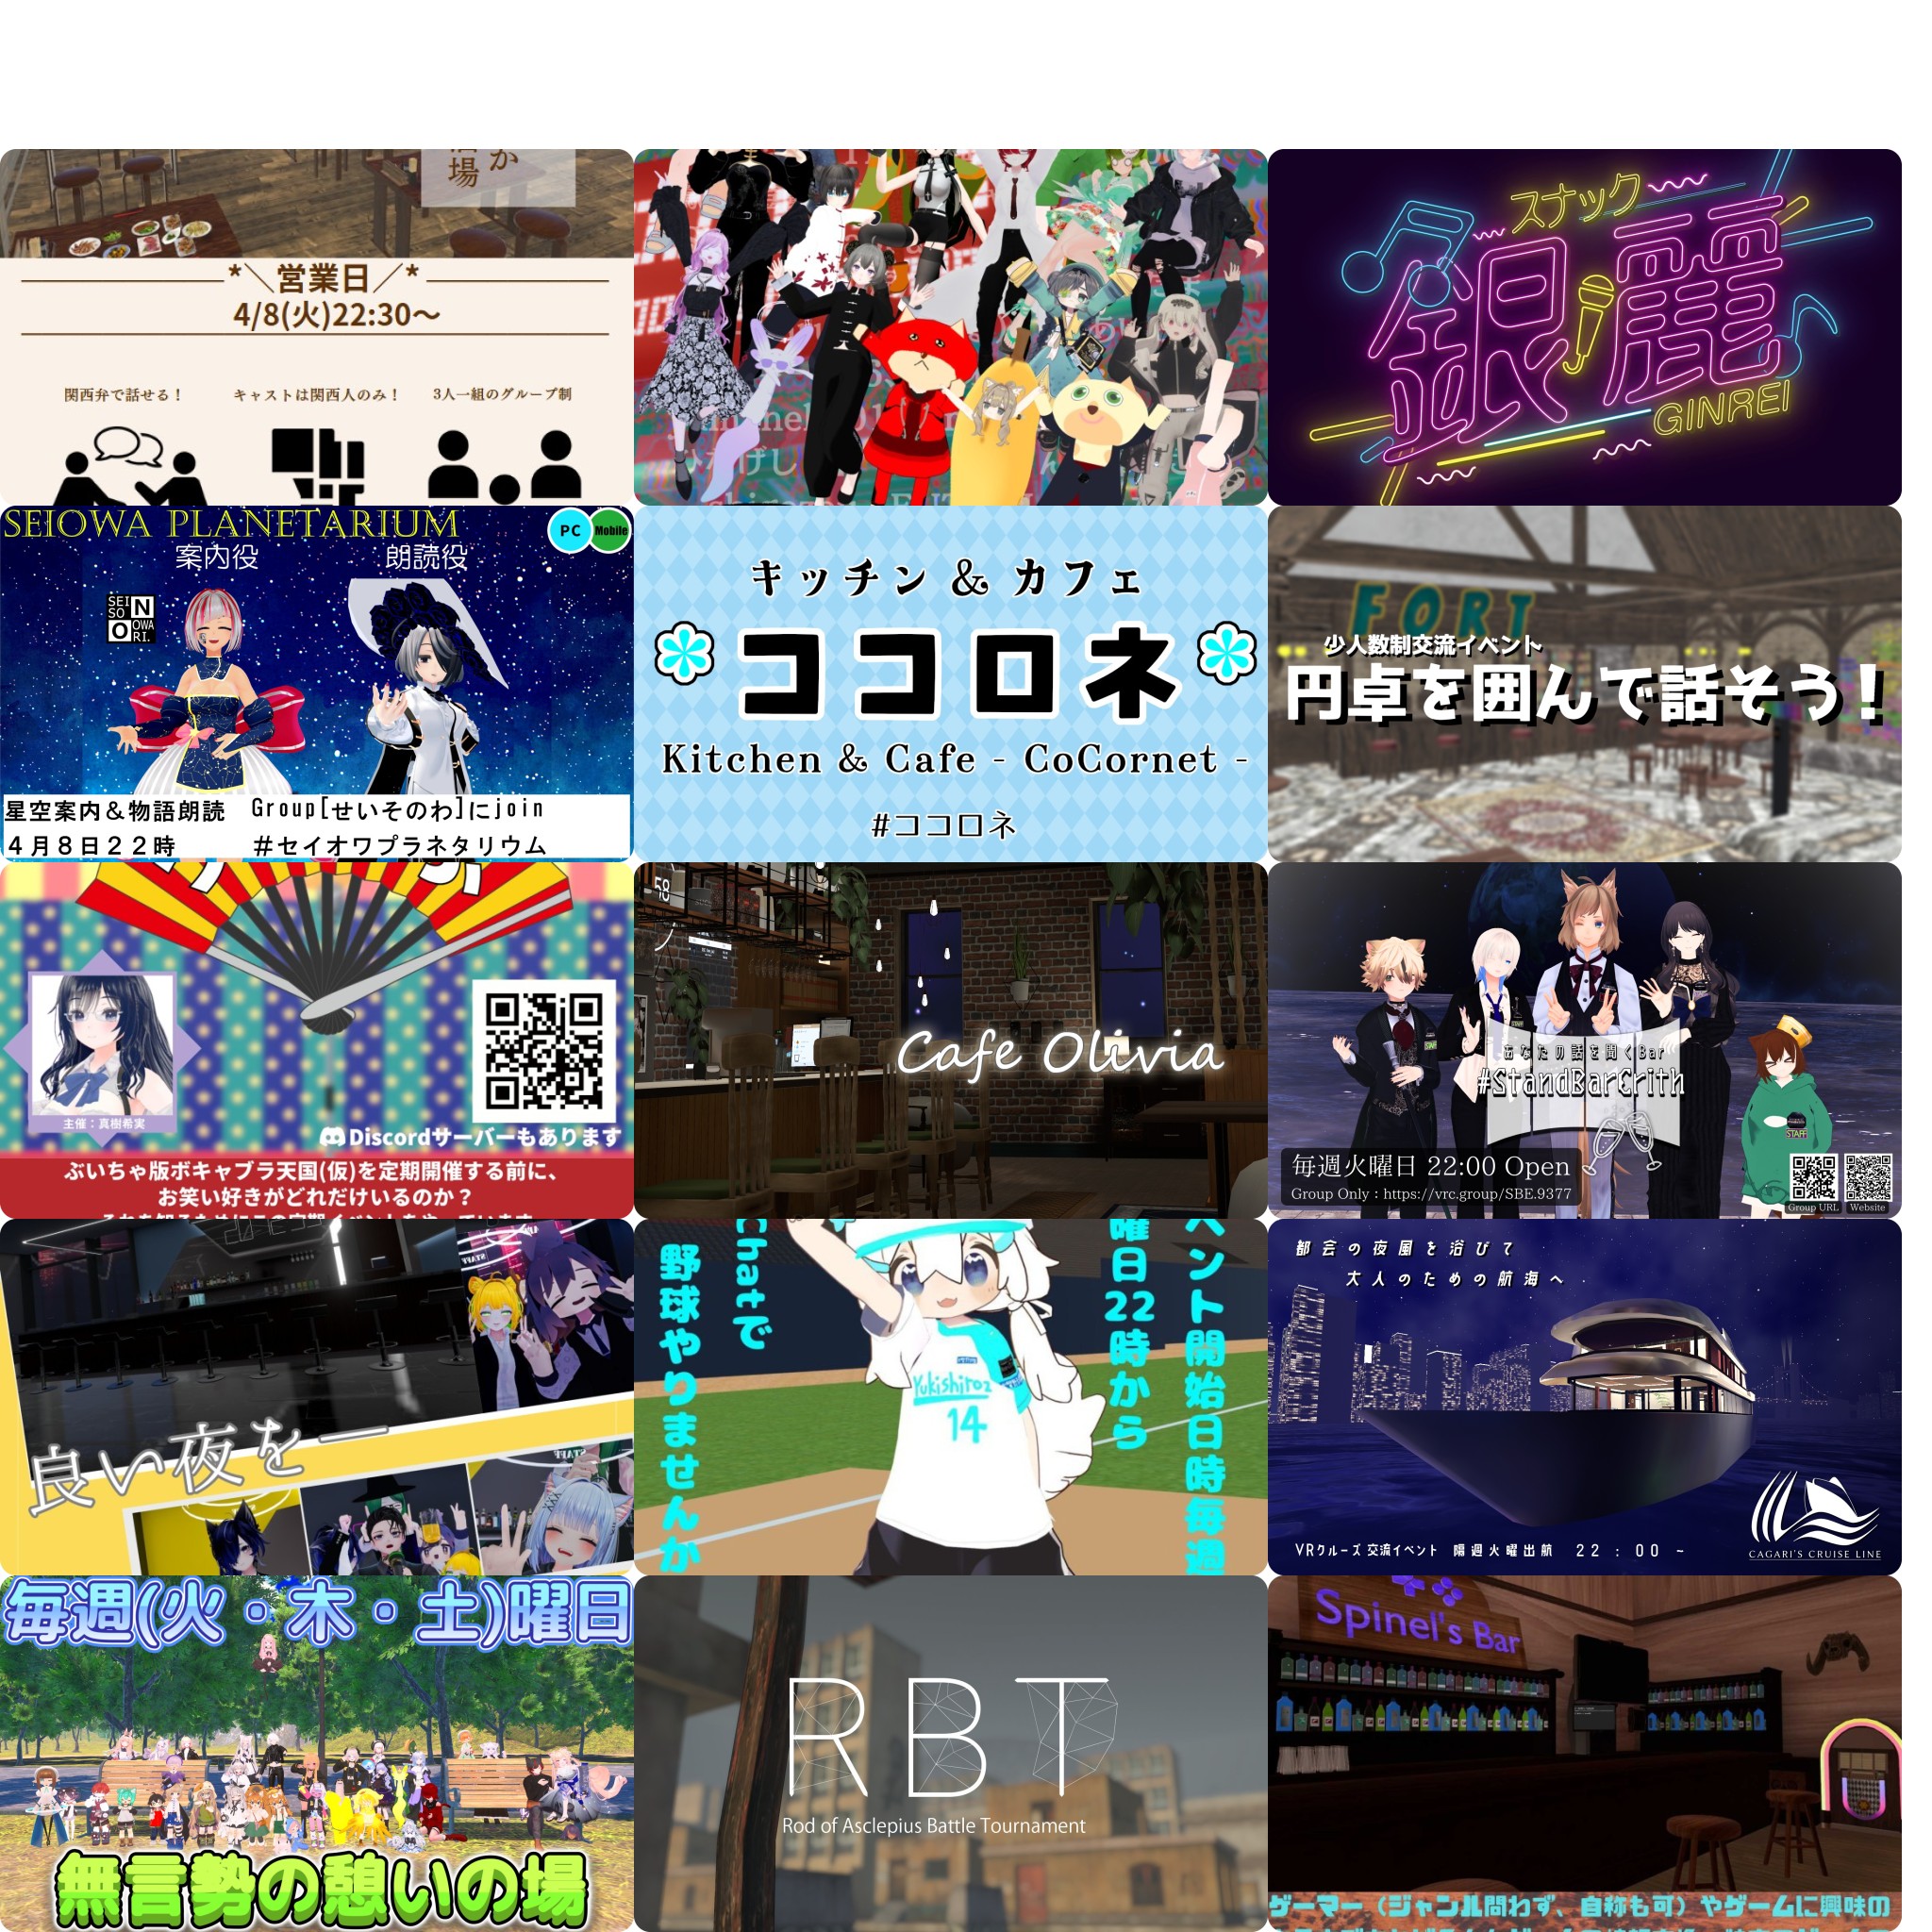 か
酒場
*＼営業日／*
4/8(火)22:30～
関西弁で話せる！
キャストは関西人のみ！
3人一組のグループ制
スナック
銀麗
GINREI
SEIOWA PLANETARIUM
PC
Mobile
案内役
朗読役
SEI
SO
N
O
OWA
RI.
星空案内＆物語朗読
Group[せいそのわ]にjoin
４月８日２２時
＃セイオワプラネタリウム
キッチン & カフェ
ココロネ
Kitchen & Cafe - CoCornet -
#ココロネ
FORT
少人数制交流イベント
円卓を囲んで話そう！
主催：真樹希実
Discordサーバーもあります
ぶいちゃ版ボキャブラ天国(仮)を定期開催する前に、
お笑い好きがどれだけいるのか？
Cafe Olivia
あなたの話を聞くBar
#StandBarErith
毎週火曜日 22:00 Open
Group Only : https://vrc.group/SBE.9377
STAFF
Group URL
Website
良い夜を―
ベント開始日時毎週
曜日22時から
Chatで
野球やりませんか
Yukishiroz
14
都会の夜風を浴びて
大人のための航海へ
VRクルーズ交流イベント 隔週火曜出航 22：00～
CAGARI'S CRUISE LINE
毎週(火・木・土)曜日
無言勢の憩いの場
RBT
Rod of Asclepius Battle Tournament
Spinel's Bar
ゲーマー（ジャンル問わず、自称も可）やゲームに興味の